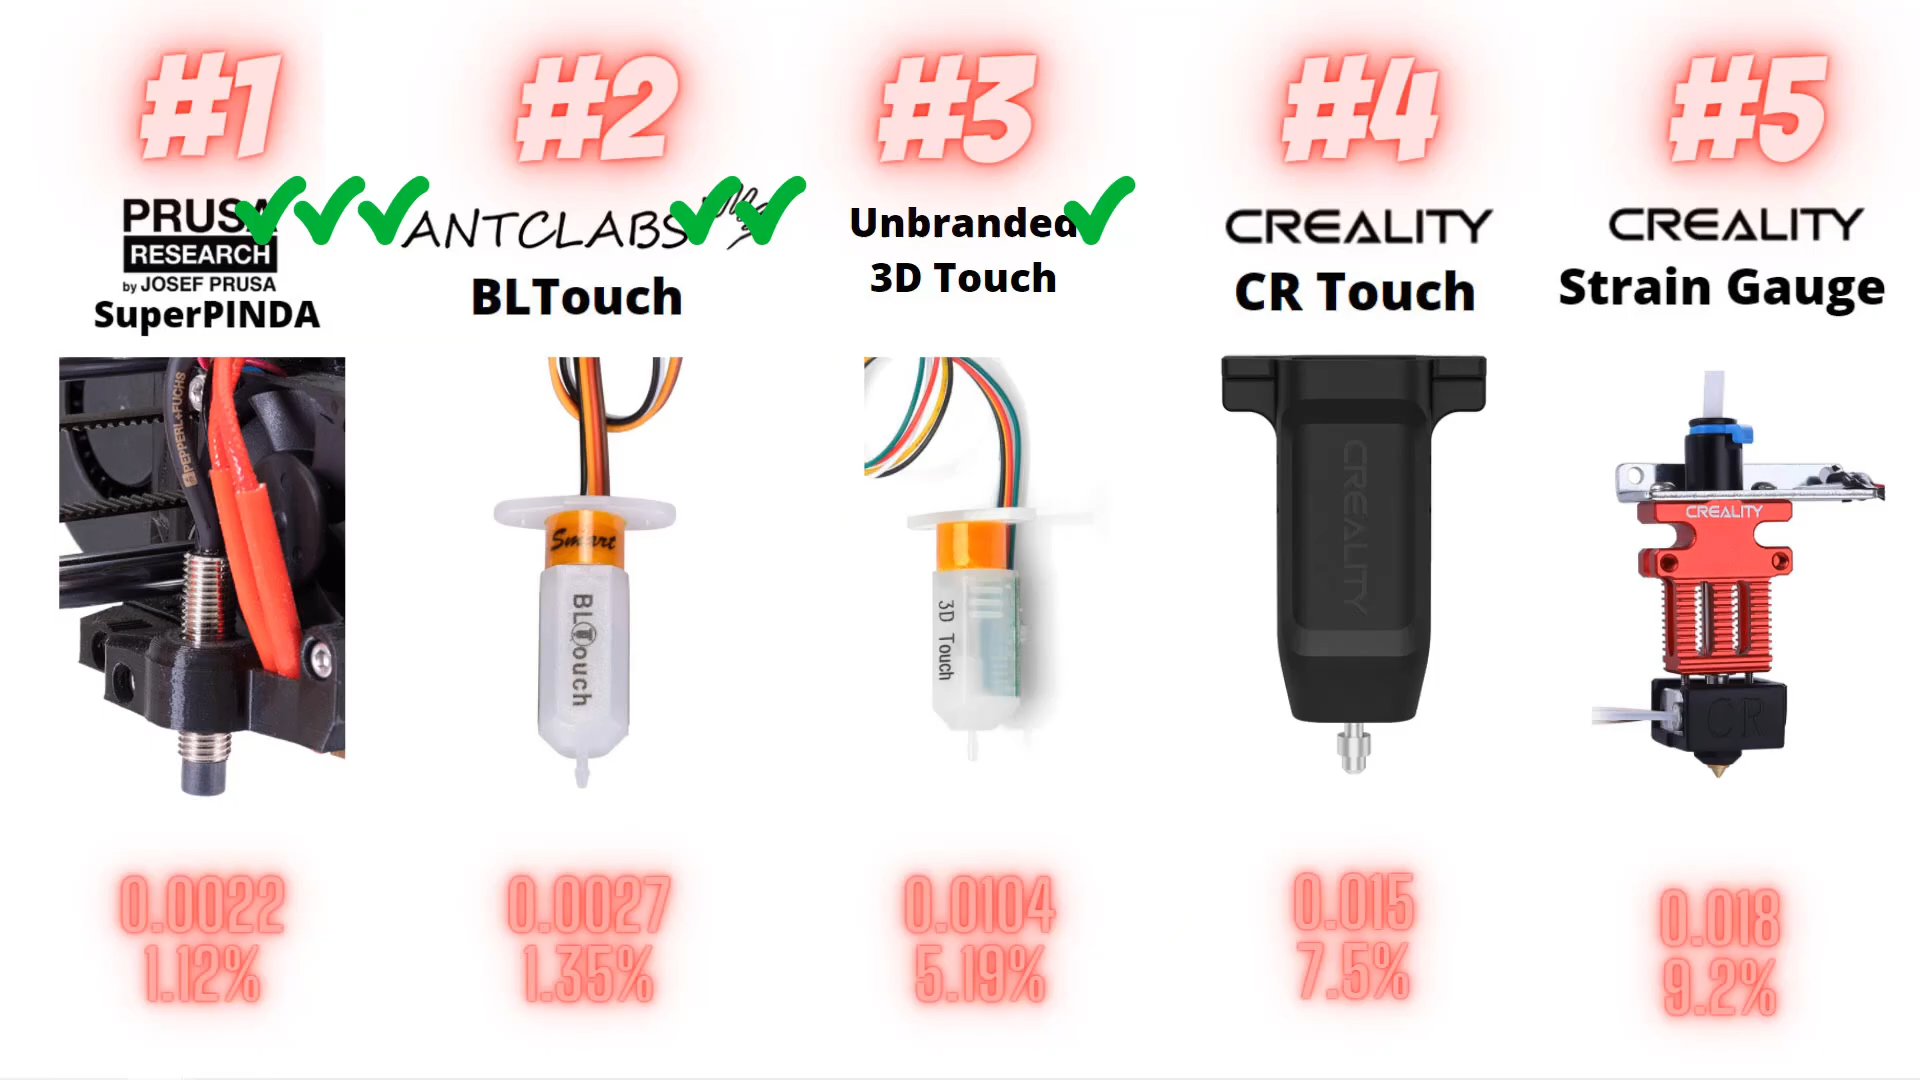 #1
PRUSA
RESEARCH
by JOSEF PRUSA
SuperPINDA
PEPPERL+FUCHS
0.0022
1.12%
#2
ANTCLABS
BLTouch
Smart
BLTouch
0.0027
1.35%
#3
Unbranded
3D Touch
3D Touch
0.0104
5.19%
#4
CREALITY
CR Touch
CREALITY
0.015
7.5%
#5
CREALITY
Strain Gauge
CREALITY
CR
0.018
9.2%